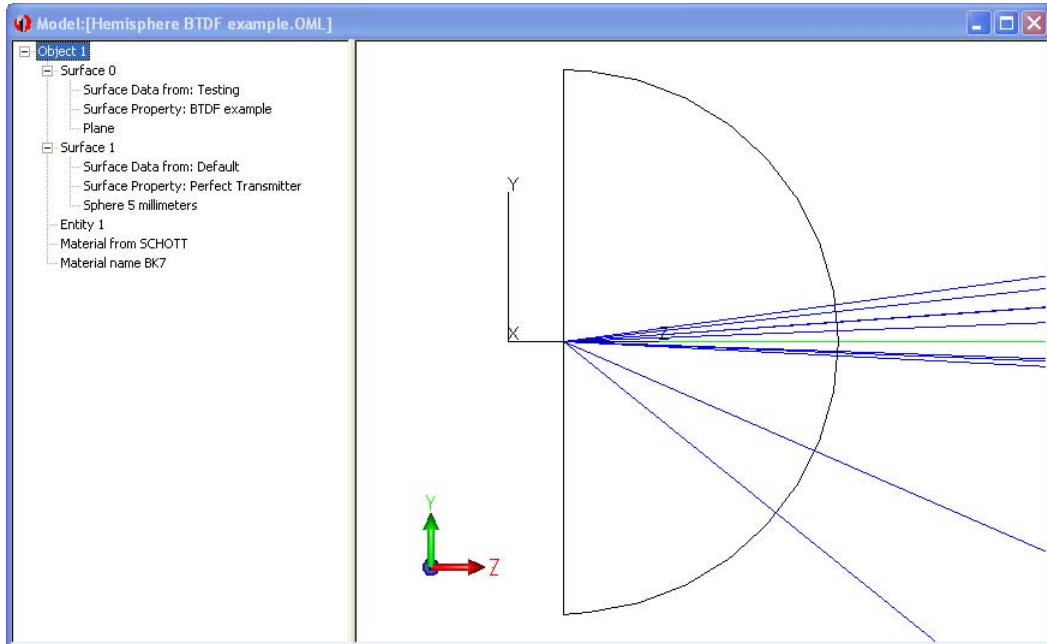 Model:[Hemisphere BTDF example.OML]
Object 1
Surface 0
Surface Data from: Testing
Surface Property: BTDF example
Plane
Surface 1
Surface Data from: Default
Surface Property: Perfect Transmitter
Sphere 5 millimeters
Entity 1
Material from SCHOTT
Material name BK7
Y
X
Z
Y
Z